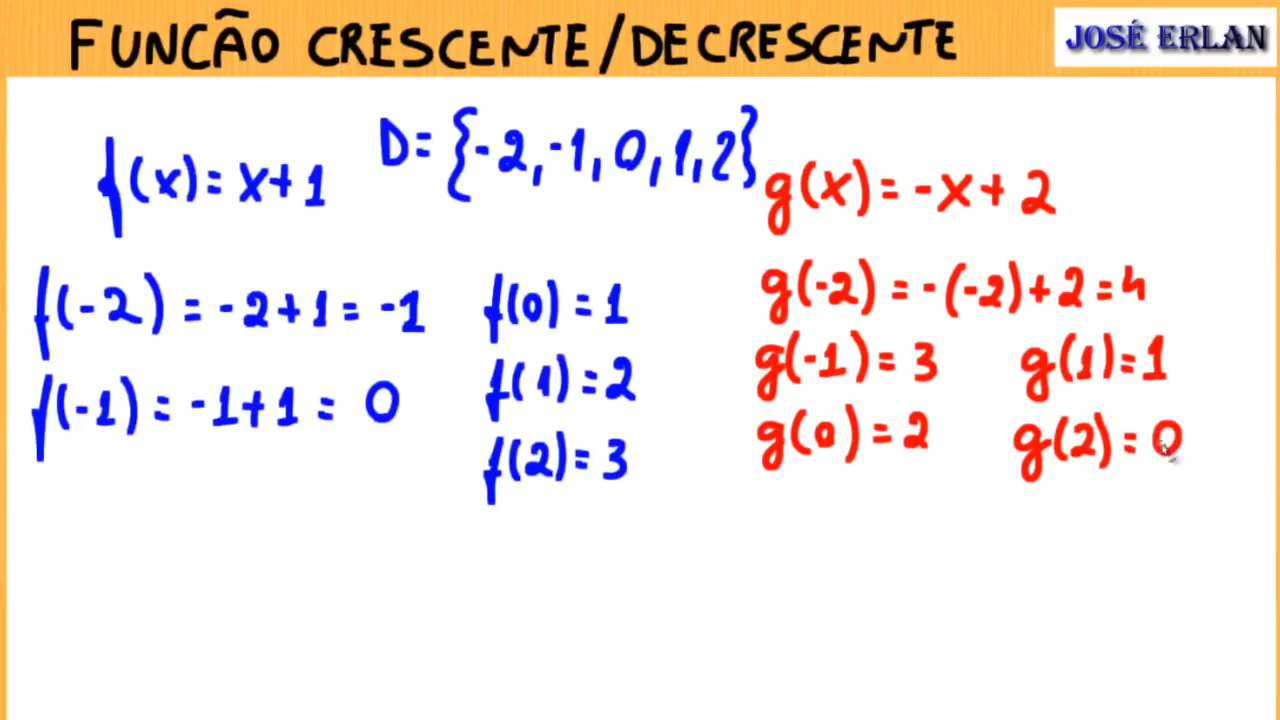 FUNCÃO CRESCENTE/DECRESCENTE
JOSÉ ERLAN
f(x) = x+1
D = {-2, -1, 0, 1, 2}
f(-2) = -2+1 = -1
f(-1) = -1+1 = 0
f(0) = 1
f(1) = 2
f(2) = 3
g(x) = -x+2
g(-2) = -(-2)+2 = 4
g(-1) = 3
g(0) = 2
g(1) = 1
g(2) = 0